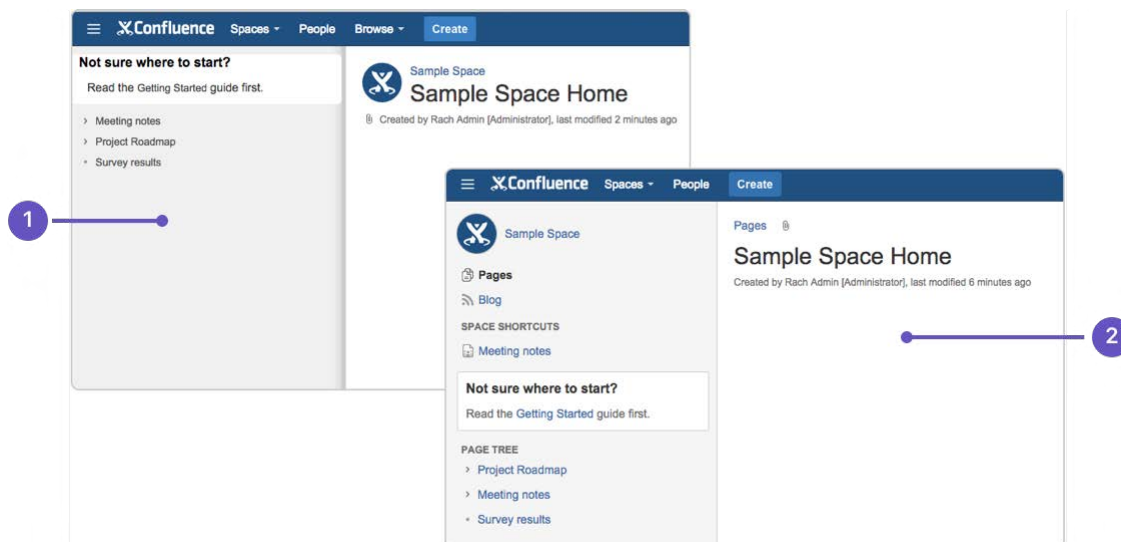 Confluence Spaces People Browse Create
Not sure where to start?
Read the Getting Started guide first.
Meeting notes
Project Roadmap
Survey results
Sample Space
Sample Space Home
Created by Rach Admin [Administrator], last modified 2 minutes ago
1
Confluence Spaces People Create
Sample Space
Pages
Blog
SPACE SHORTCUTS
Meeting notes
Not sure where to start?
Read the Getting Started guide first.
PAGE TREE
Project Roadmap
Meeting notes
Survey results
Pages
Sample Space Home
Created by Rach Admin [Administrator], last modified 6 minutes ago
2